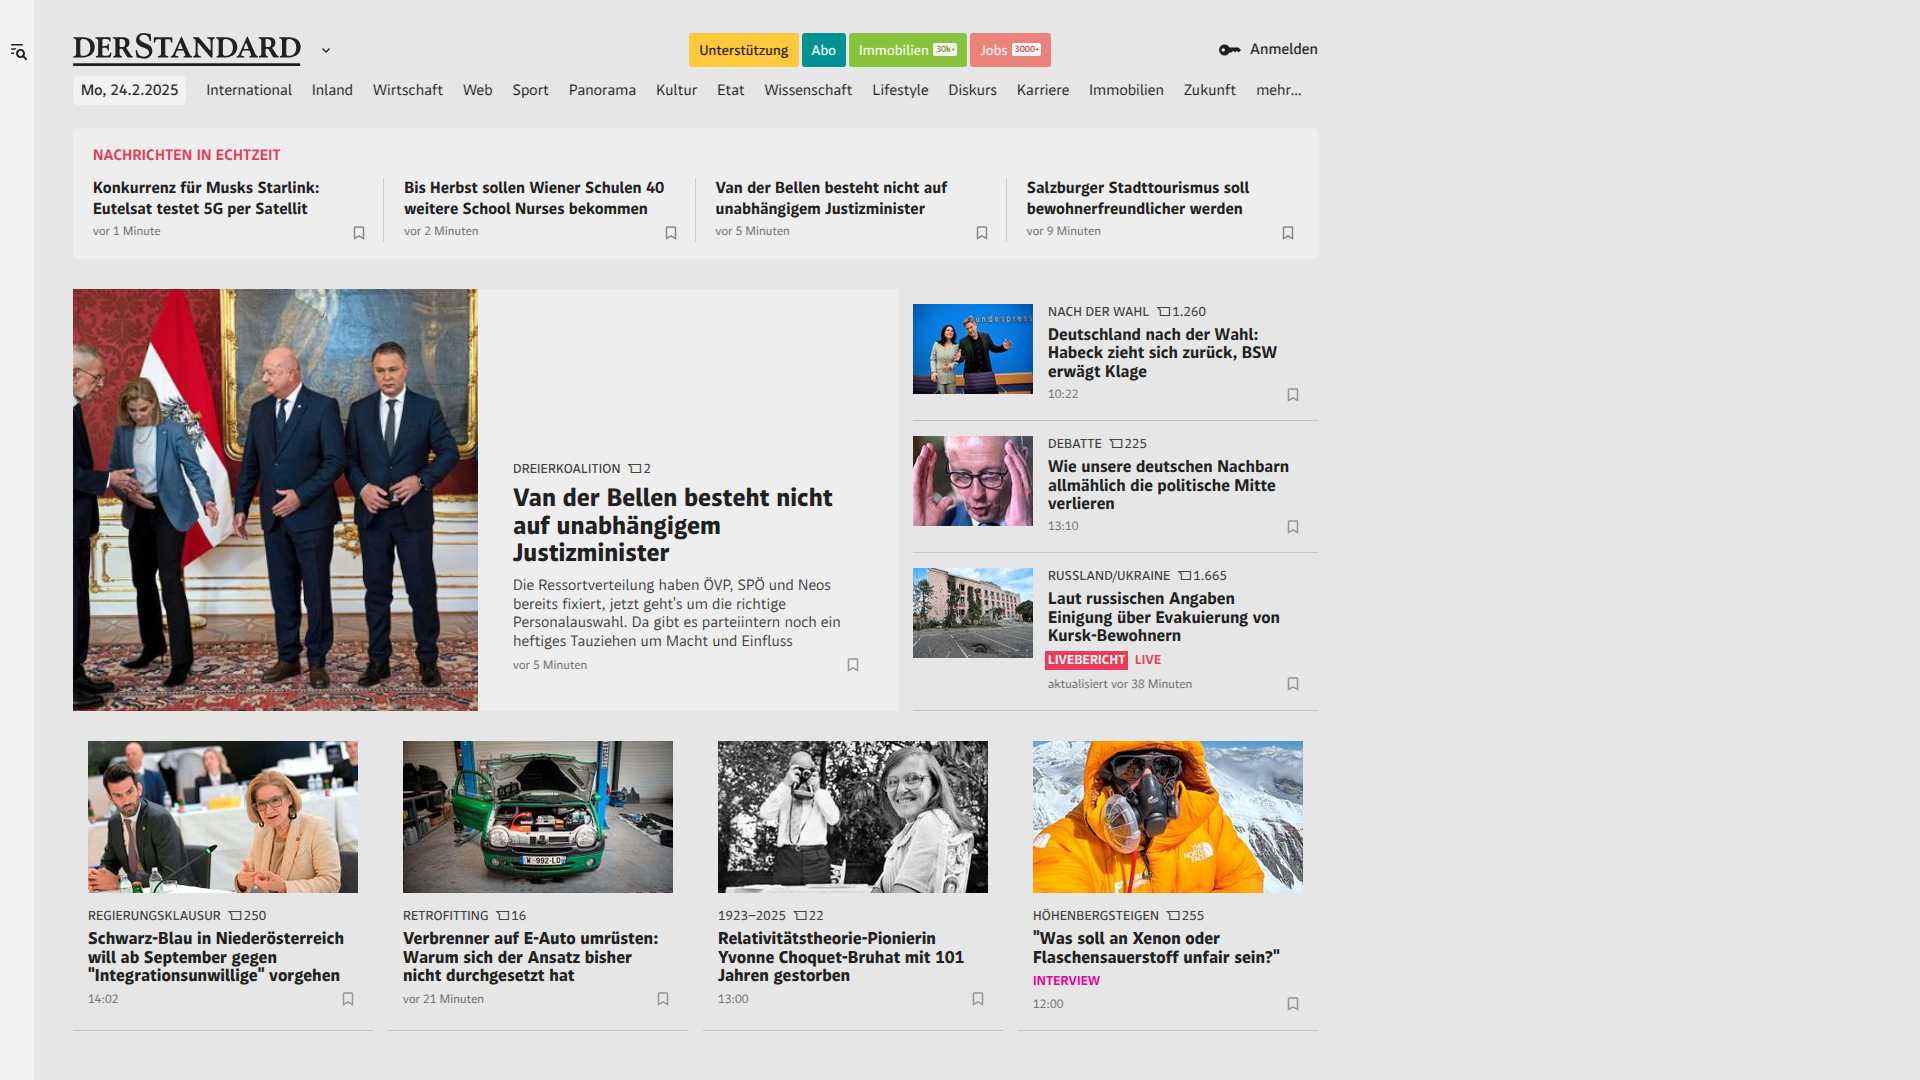 DERSTANDARD
Unterstützung
Abo
Immobilien 30k+
Jobs 3000+
Anmelden
Mo, 24.2.2025
International
Inland
Wirtschaft
Web
Sport
Panorama
Kultur
Etat
Wissenschaft
Lifestyle
Diskurs
Karriere
Immobilien
Zukunft
mehr...
NACHRICHTEN IN ECHTZEIT
Konkurrenz für Musks Starlink:
Eutelsat testet 5G per Satellit
vor 1 Minute
Bis Herbst sollen Wiener Schulen 40
weitere School Nurses bekommen
vor 2 Minuten
Van der Bellen besteht nicht auf
unabhängigem Justizminister
vor 5 Minuten
Salzburger Stadttourismus soll
bewohnerfreundlicher werden
vor 9 Minuten
DREIERKOALITION 2
Van der Bellen besteht nicht
auf unabhängigem
Justizminister
Die Ressortverteilung haben ÖVP, SPÖ und Neos
bereits fixiert, jetzt geht's um die richtige
Personalauswahl. Da gibt es parteiintern noch ein
heftiges Tauziehen um Macht und Einfluss
vor 5 Minuten
Bundespress
NACH DER WAHL 1.260
Deutschland nach der Wahl:
Habeck zieht sich zurück, BSW
erwägt Klage
10:22
DEBATTE 225
Wie unsere deutschen Nachbarn
allmählich die politische Mitte
verlieren
13:10
RUSSLAND/UKRAINE 1.665
Laut russischen Angaben
Einigung über Evakuierung von
Kursk-Bewohnern
LIVEBERICHT LIVE
aktualisiert vor 38 Minuten
REGIERUNGSKLAUSUR 250
Schwarz-Blau in Niederösterreich
will ab September gegen
"Integrationsunwillige" vorgehen
14:02
W-992-LQ
RETROFITTING 16
Verbrenner auf E-Auto umrüsten:
Warum sich der Ansatz bisher
nicht durchgesetzt hat
vor 21 Minuten
1923–2025 22
Relativitätstheorie-Pionierin
Yvonne Choquet-Bruhat mit 101
Jahren gestorben
13:00
THE
NORTH
FACE
HÖHENBERGSTEIGEN 255
"Was soll an Xenon oder
Flaschensauerstoff unfair sein?"
INTERVIEW
12:00